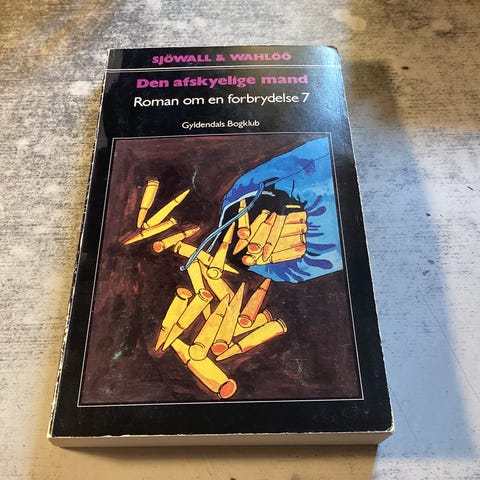 SJÖWALL & WAHLÖÖ
Den afskyelige mand
Roman om en forbrydelse 7
Gyldendals Bogklub